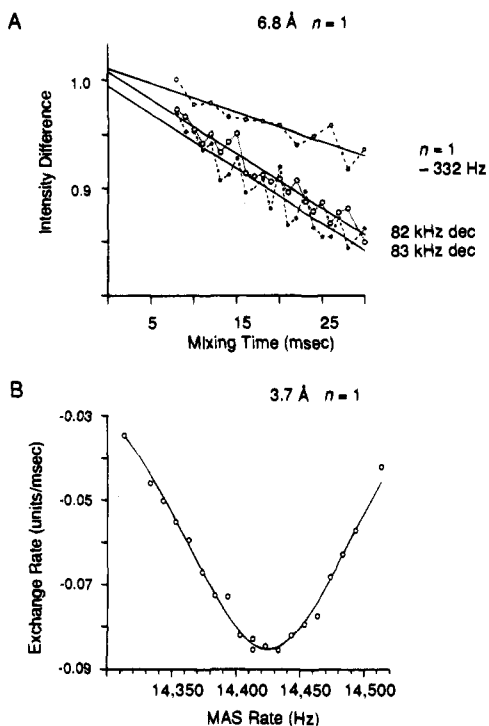 A
6.8 Å n = 1
Intensity Difference
1.0
0.9
n = 1
– 332 Hz
82 kHz dec
83 kHz dec
5 15 25
Mixing Time (msec)
B
3.7 Å n = 1
Exchange Rate (units/msec)
-0.03
-0.05
-0.07
-0.09
14,350 14,400 14,450 14,500
MAS Rate (Hz)